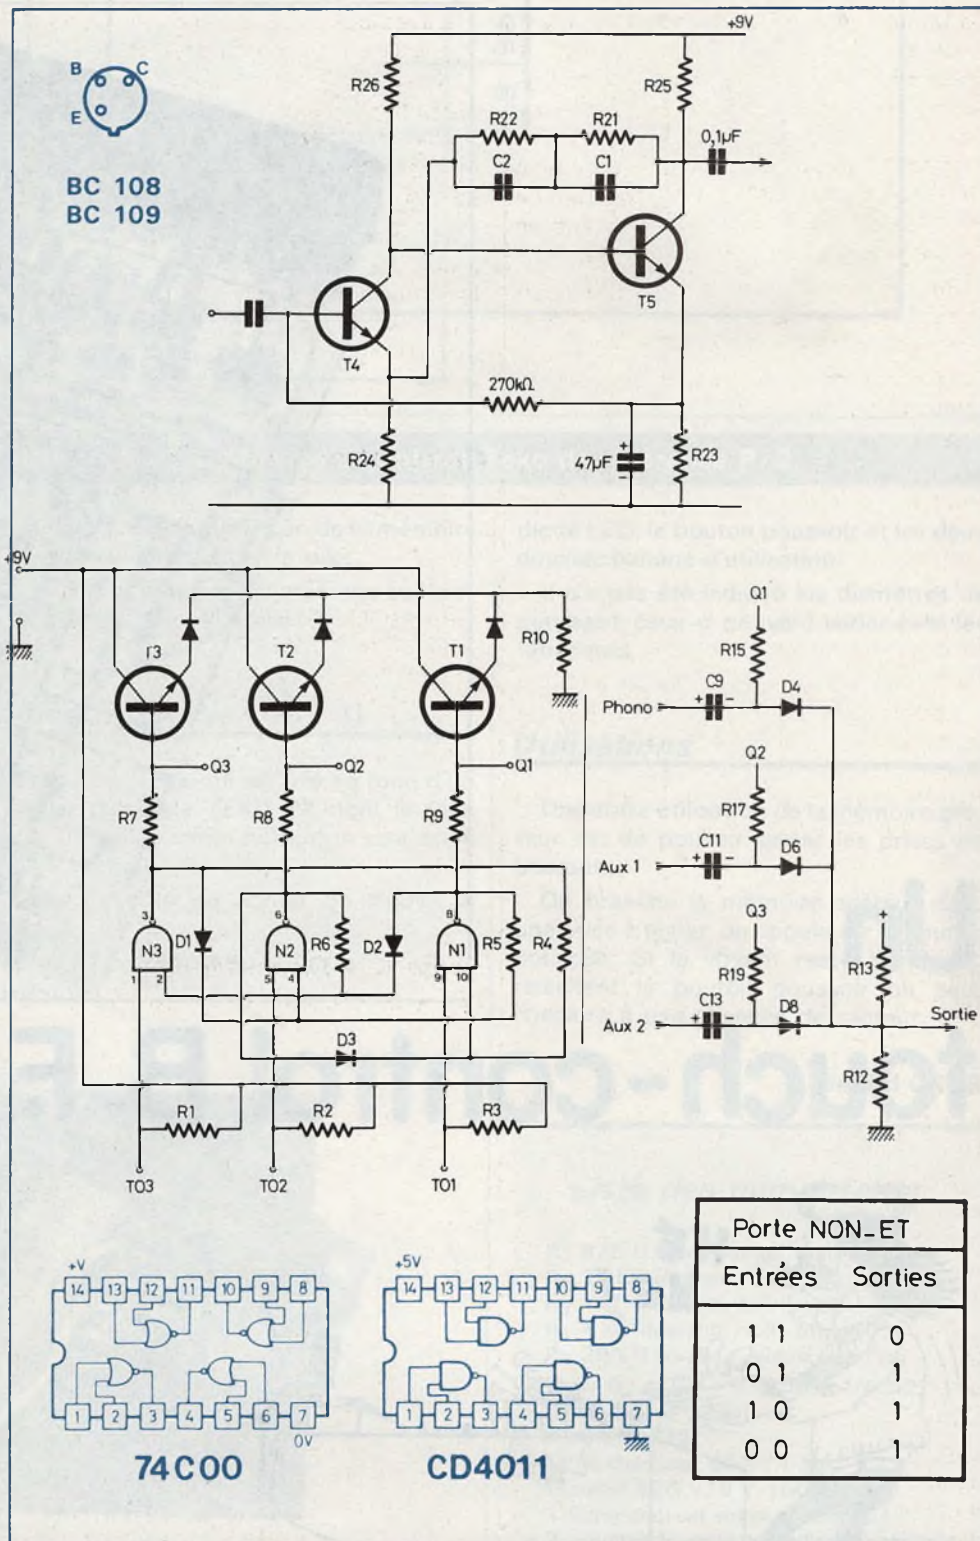 B C
E
BC 108
BC 109
+9V
R26
R25
R22 R21
C2 C1
0,1µF
T4
T5
270kΩ
R24
47µF
+
R23
+9V
T3 T2 T1
R10
Q3 Q2 Q1
R7 R8 R9
3 6 8
N3 D1 N2 R6 D2 N1 R5 R4
1 2 5 4 9 10
D3
R1 R2 R3
TO3 TO2 TO1
Q1
R15
C9 D4
Phono + -
Q2
R17
C11 D6
Aux 1 + -
Q3
R19
C13 D8
Aux 2
+
R13
Sortie
R12
+V
14 13 12 11 10 9 8
1 2 3 4 5 6 7
0V
74C00
+5V
14 13 12 11 10 9 8
1 2 3 4 5 6 7
CD4011
Porte NON_ET
Entrées Sorties
1 1 0
0 1 1
1 0 1
0 0 1